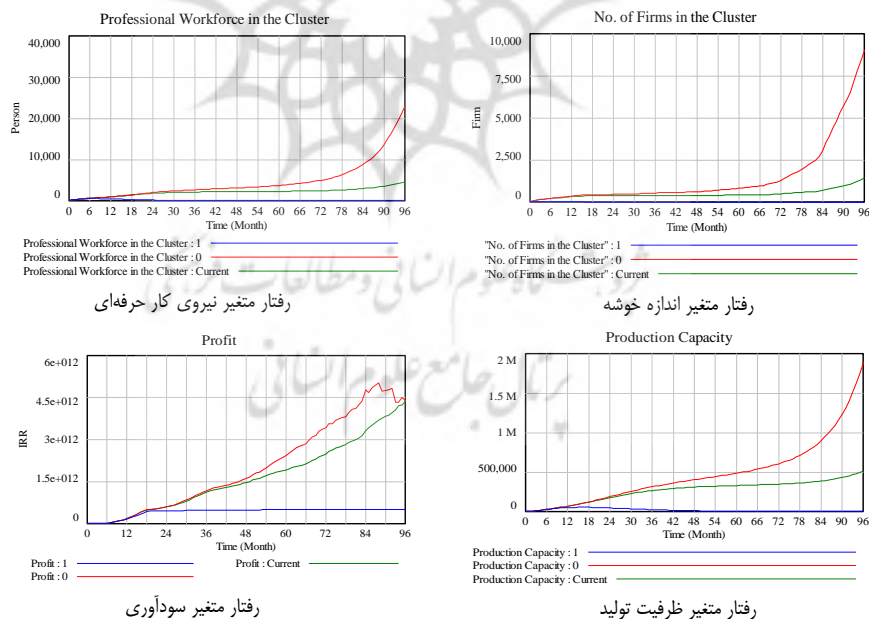 Professional Workforce in the Cluster
40,000
30,000
20,000
10,000
0
Person
0 6 12 18 24 30 36 42 48 54 60 66 72 78 84 90 96
Time (Month)
Professional Workforce in the Cluster : 1
Professional Workforce in the Cluster : 0
Professional Workforce in the Cluster : Current
رفتار متغیر نیروی کار حرفه‌ای
No. of Firms in the Cluster
10,000
7,500
5,000
2,500
0
Firm
0 6 12 18 24 30 36 42 48 54 60 66 72 78 84 90 96
Time (Month)
"No. of Firms in the Cluster" : 1
"No. of Firms in the Cluster" : 0
"No. of Firms in the Cluster" : Current
رفتار متغیر اندازه خوشه
پژوهشگاه علوم انسانی و مطالعات فرهنگی
پرتال جامع علوم انسانی
Profit
6e+012
4.5e+012
3e+012
1.5e+012
0
IRR
0 12 24 36 48 60 72 84 96
Time (Month)
Profit : 1
Profit : 0
Profit : Current
رفتار متغیر سودآوری
Production Capacity
2 M
1.5 M
1 M
500,000
0
0 6 12 18 24 30 36 42 48 54 60 66 72 78 84 90 96
Time (Month)
Production Capacity : 1
Production Capacity : 0
Production Capacity : Current
رفتار متغیر ظرفیت تولید